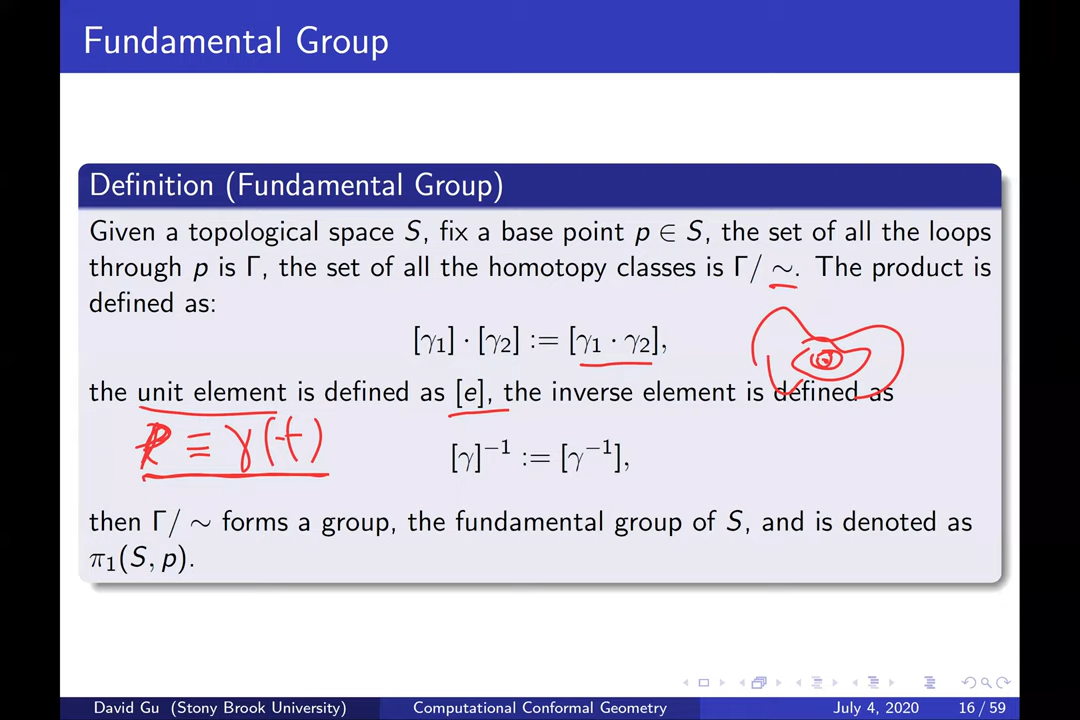 Fundamental Group
Definition (Fundamental Group)
Given a topological space S, fix a base point p ∈ S, the set of all the loops
through p is Γ, the set of all the homotopy classes is Γ/ ∼. The product is
defined as:
[γ₁] · [γ₂] := [γ₁ · γ₂],
the unit element is defined as [e], the inverse element is defined as
p ≡ γ(t)
[γ]⁻¹ := [γ⁻¹],
then Γ/ ∼ forms a group, the fundamental group of S, and is denoted as
π₁(S, p).
David Gu (Stony Brook University) Computational Conformal Geometry July 4, 2020 16 / 59